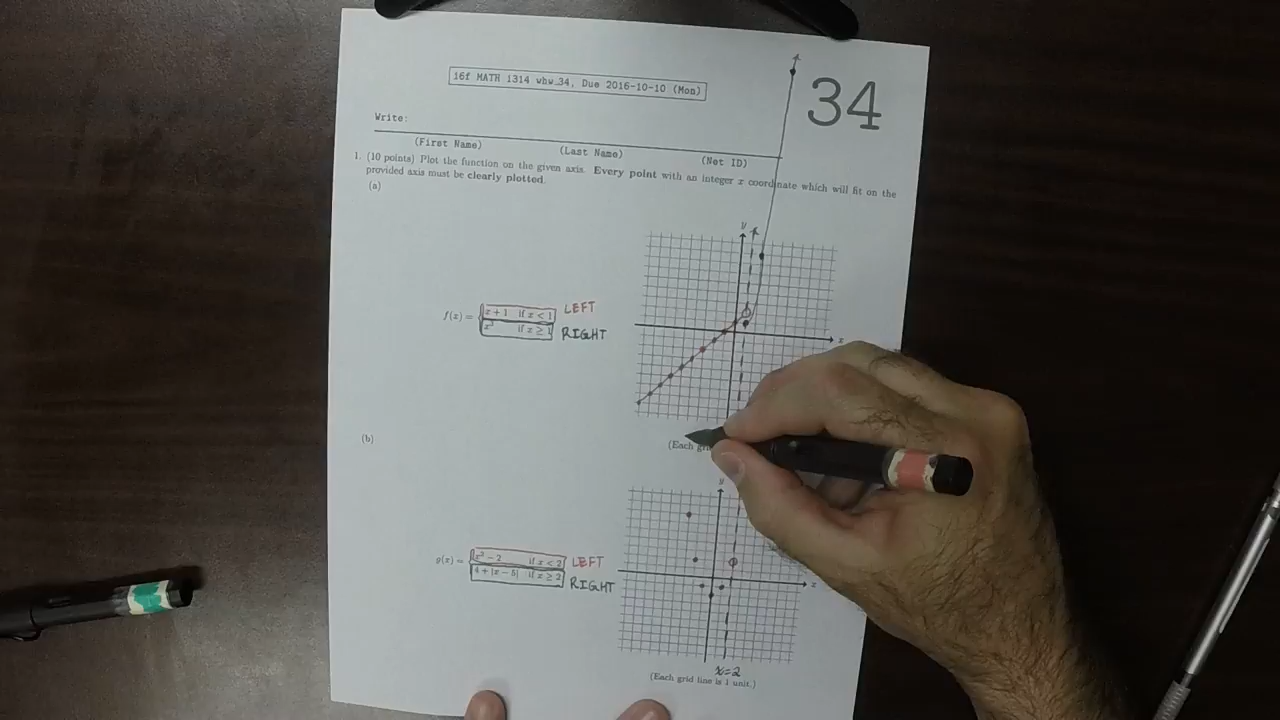 16f MATH 1314 whw_34, Due 2016-10-10 (Mon)
34
Write:
(First Name) (Last Name) (Net ID)
1. (10 points) Plot the function on the given axis. Every point with an integer x coordinate which will fit on the
provided axis must be clearly plotted.
(a)
y
f(x) = { x + 1 if x < 1 LEFT
x³ if x ≥ 1 RIGHT
x
(Each
(b)
y
g(x) = { x² − 2 if x < 2 LEFT
4 + |x − 5| if x ≥ 2 RIGHT
x
x=2
(Each grid line is 1 unit.)